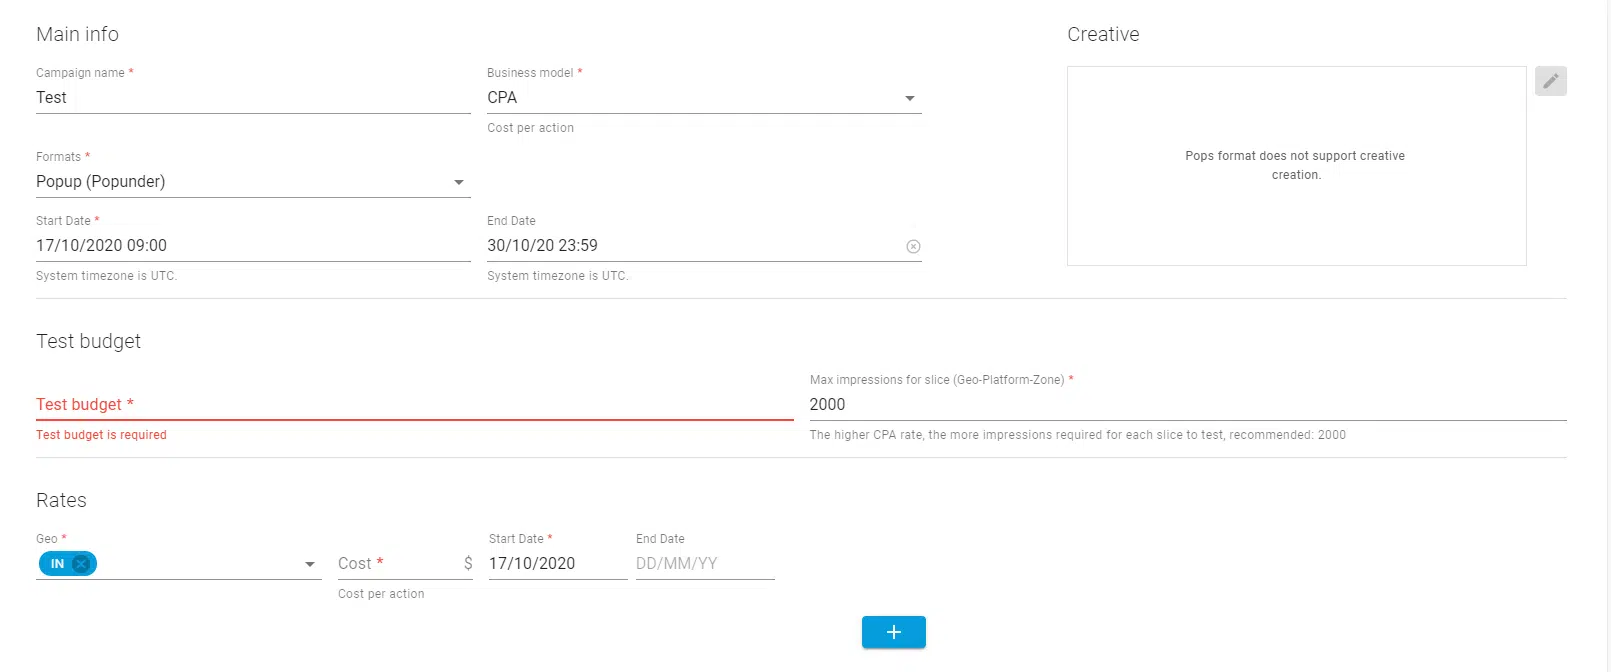 Main info
Creative
Campaign name *
Test
Business model *
CPA
Cost per action
Pops format does not support creative
creation.
Formats *
Popup (Popunder)
Start Date *
17/10/2020 09:00
System timezone is UTC.
End Date
30/10/20 23:59
System timezone is UTC.
Test budget
Test budget *
Test budget is required
Max impressions for slice (Geo-Platform-Zone) *
2000
The higher CPA rate, the more impressions required for each slice to test, recommended: 2000
Rates
Geo *
IN
Cost * $
Cost per action
Start Date *
17/10/2020
End Date
DD/MM/YY
+